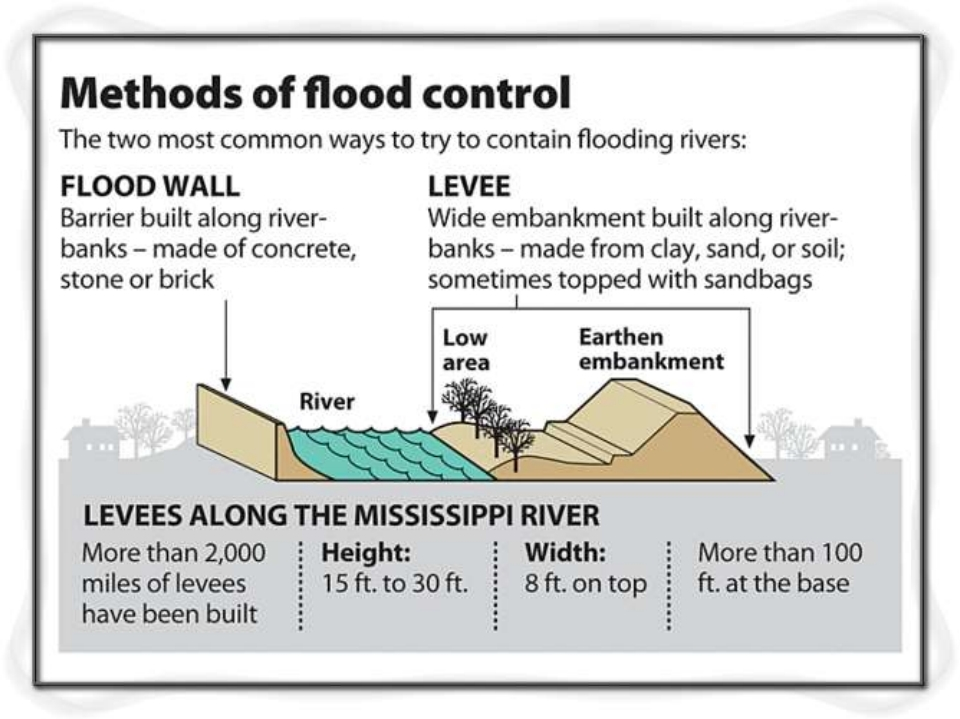 Methods of flood control
The two most common ways to try to contain flooding rivers:
FLOOD WALL
Barrier built along river-
banks – made of concrete,
stone or brick
LEVEE
Wide embankment built along river-
banks – made from clay, sand, or soil;
sometimes topped with sandbags
Low
area
Earthen
embankment
River
LEVEES ALONG THE MISSISSIPPI RIVER
More than 2,000
miles of levees
have been built
Height:
15 ft. to 30 ft.
Width:
8 ft. on top
More than 100
ft. at the base